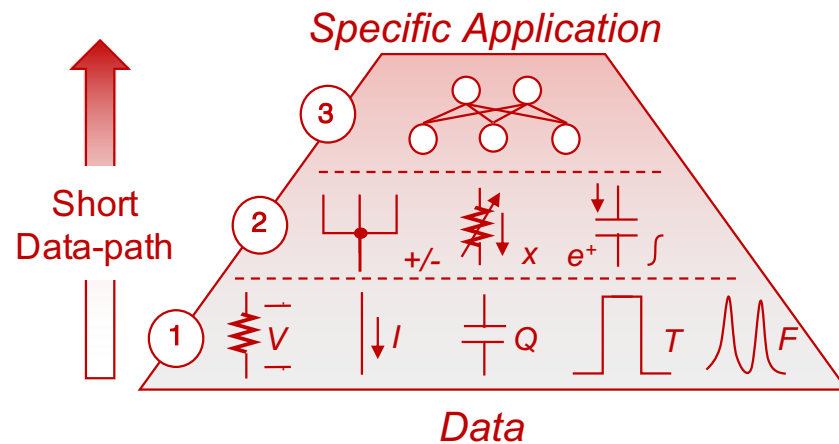 Specific Application
3
Short
Data-path
2
+/-
x
e⁺
∫
1
V
I
Q
T
F
Data